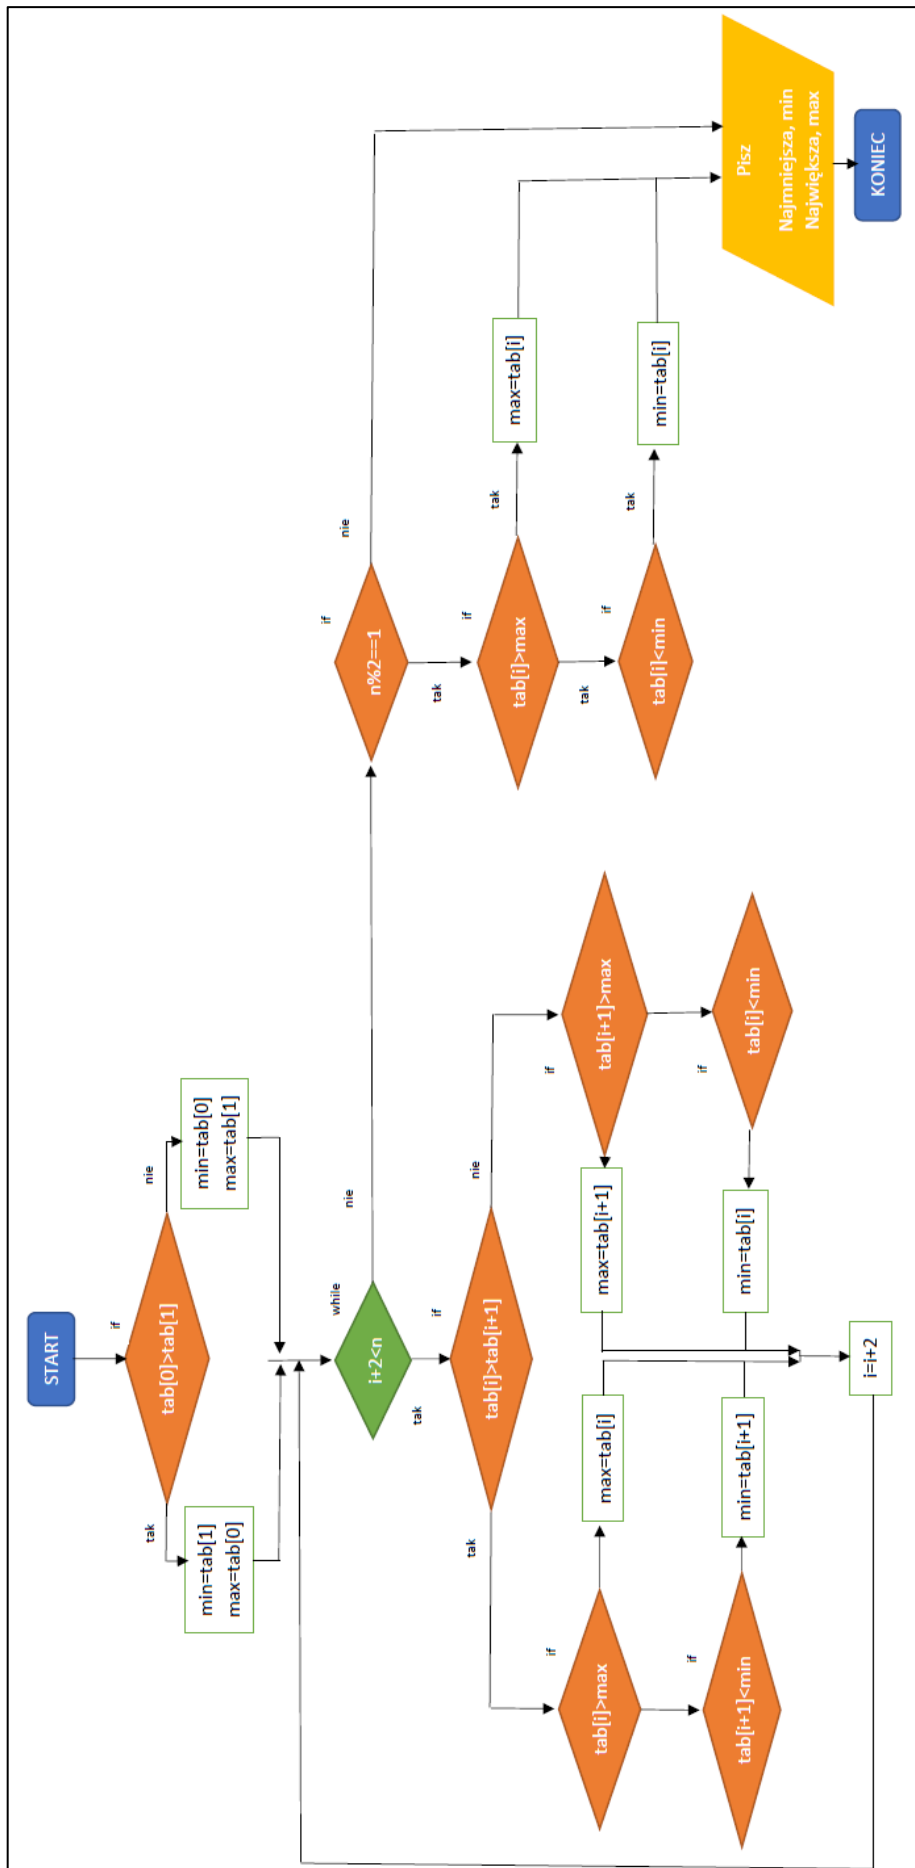 START
if
tab[0]>tab[1]
tak
nie
min=tab[1]
max=tab[0]
min=tab[0]
max=tab[1]
while
i+2<n
nie
tak
if
tab[i]>tab[i+1]
tak
nie
if
tab[i]>max
max=tab[i]
if
tab[i+1]<min
min=tab[i+1]
if
tab[i+1]>max
max=tab[i+1]
if
tab[i]<min
min=tab[i]
i=i+2
if
n%2==1
nie
tak
if
tab[i]>max
tak
max=tab[i]
tak
if
tab[i]<min
tak
min=tab[i]
Pisz
Najmniejsza, min
Największa, max
KONIEC